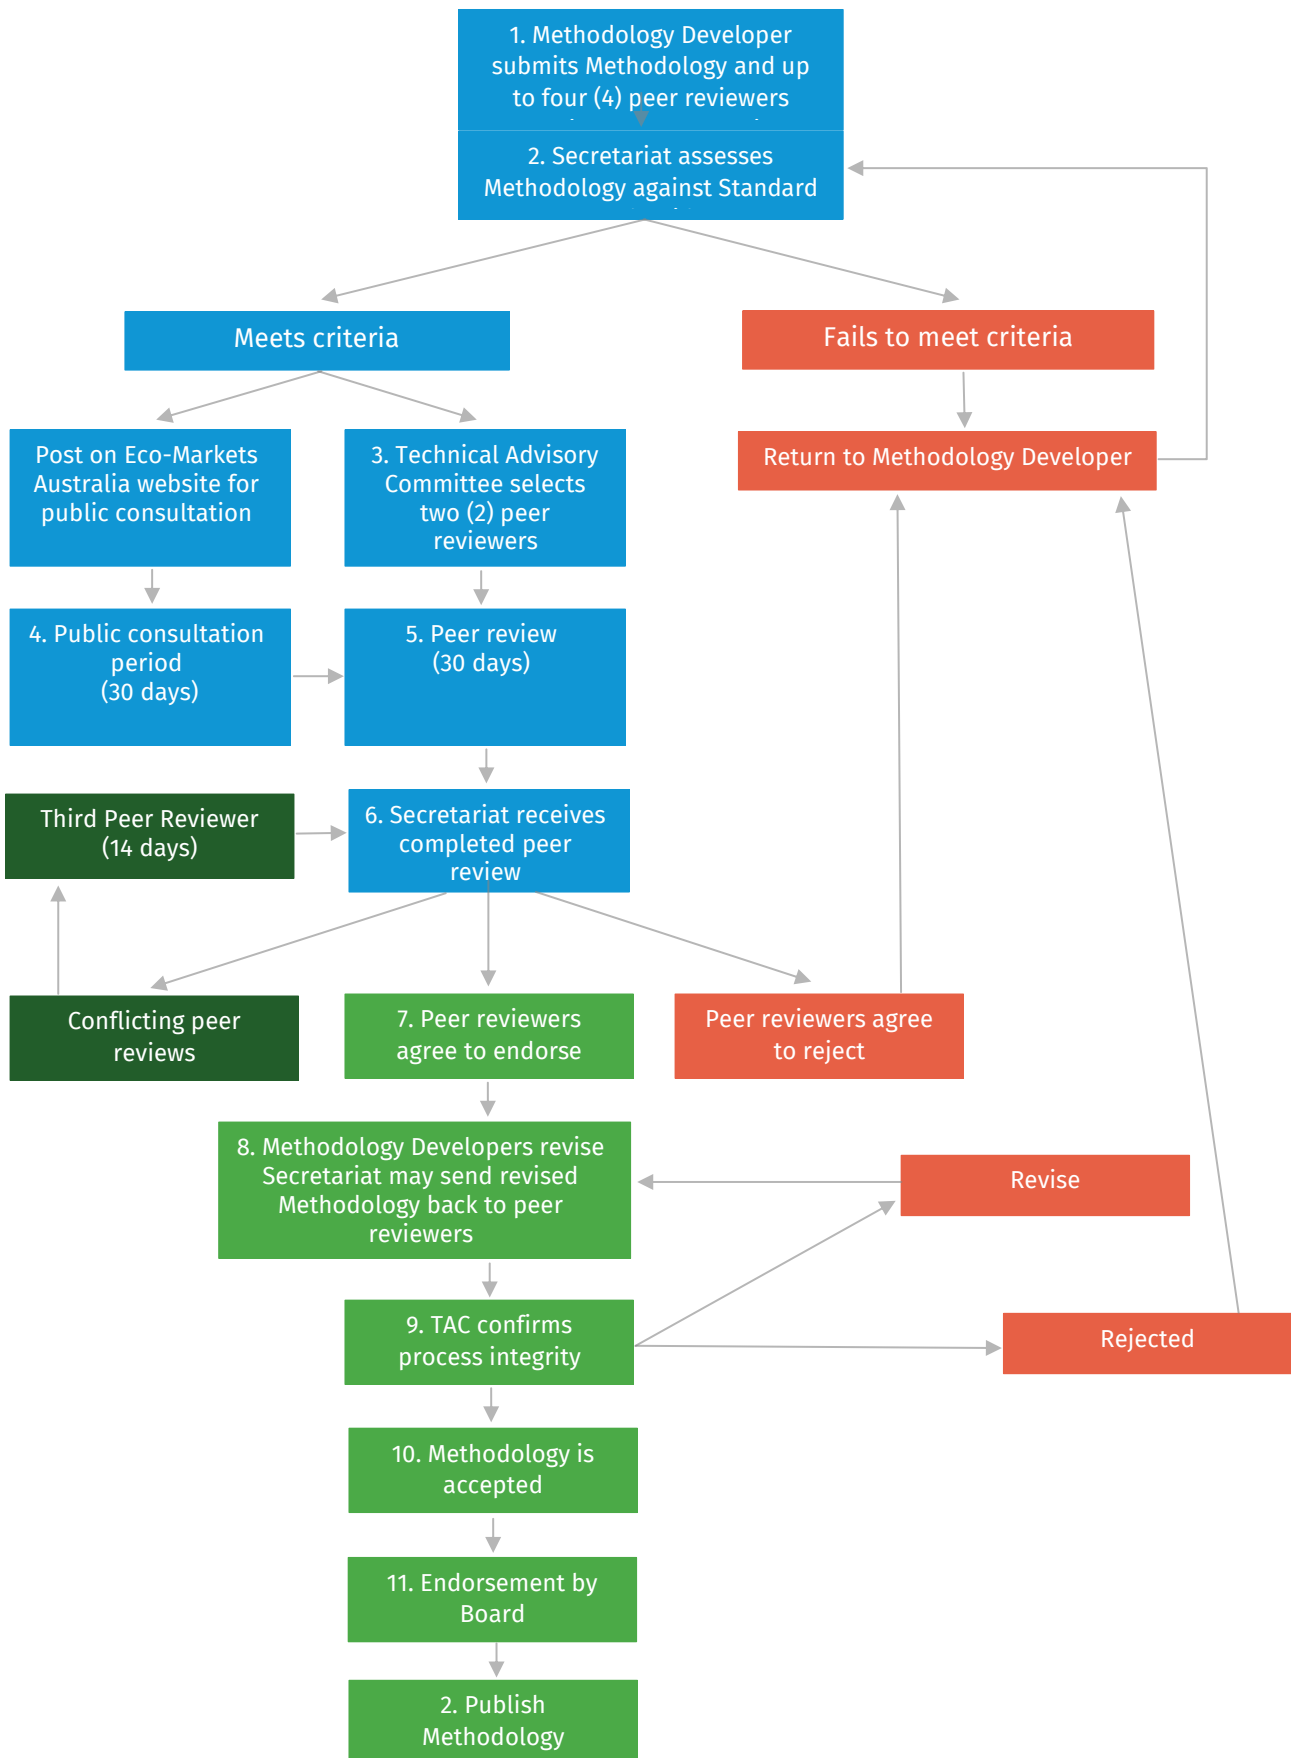 1. Methodology Developer
submits Methodology and up
to four (4) peer reviewers
2. Secretariat assesses
Methodology against Standard
Meets criteria
Fails to meet criteria
Post on Eco-Markets
Australia website for
public consultation
3. Technical Advisory
Committee selects
two (2) peer
reviewers
Return to Methodology Developer
4. Public consultation
period
(30 days)
5. Peer review
(30 days)
Third Peer Reviewer
(14 days)
6. Secretariat receives
completed peer
review
Conflicting peer
reviews
7. Peer reviewers
agree to endorse
Peer reviewers agree
to reject
8. Methodology Developers revise
Secretariat may send revised
Methodology back to peer
reviewers
Revise
9. TAC confirms
process integrity
Rejected
10. Methodology is
accepted
11. Endorsement by
Board
2. Publish
Methodology